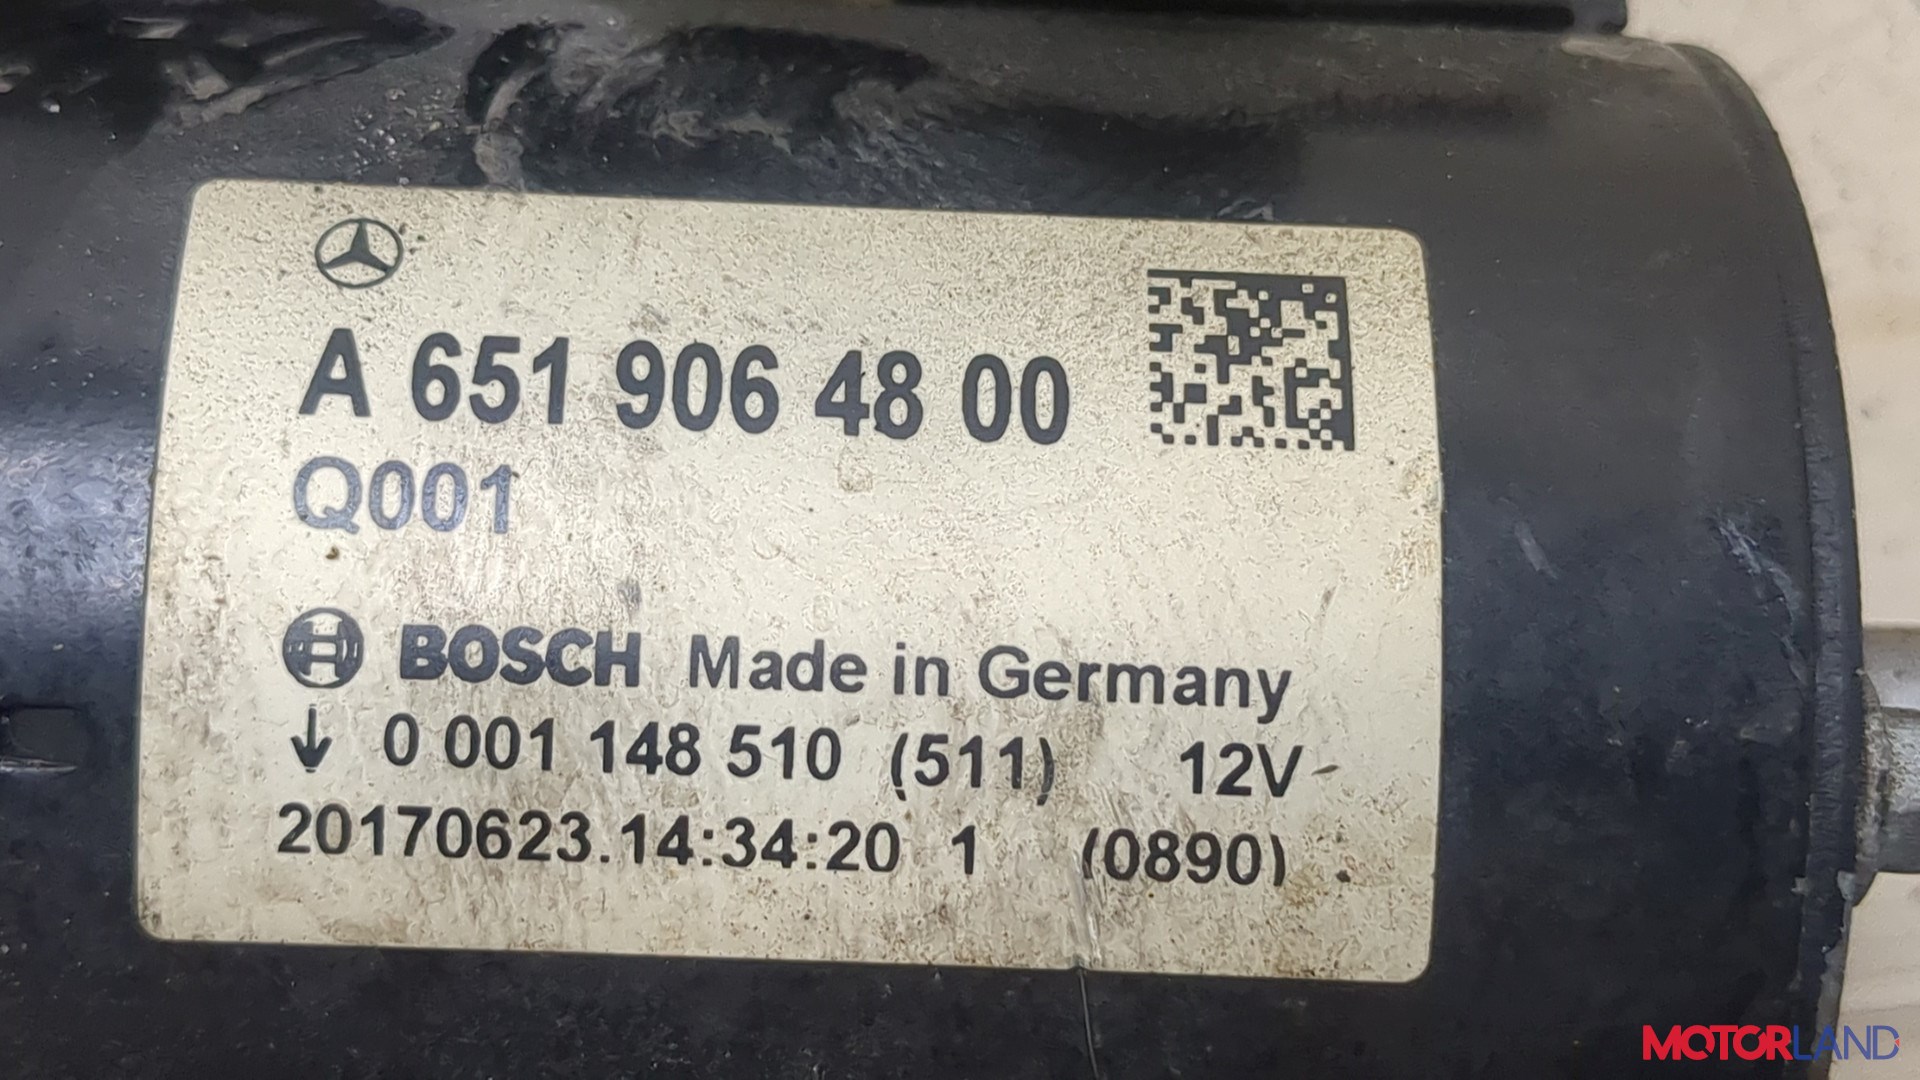 A 651 906 48 00
Q001
BOSCH Made in Germany
↓ 0 001 148 510 (511) 12V
20170623.14:34:20 1 (0890)
MOTORLAND